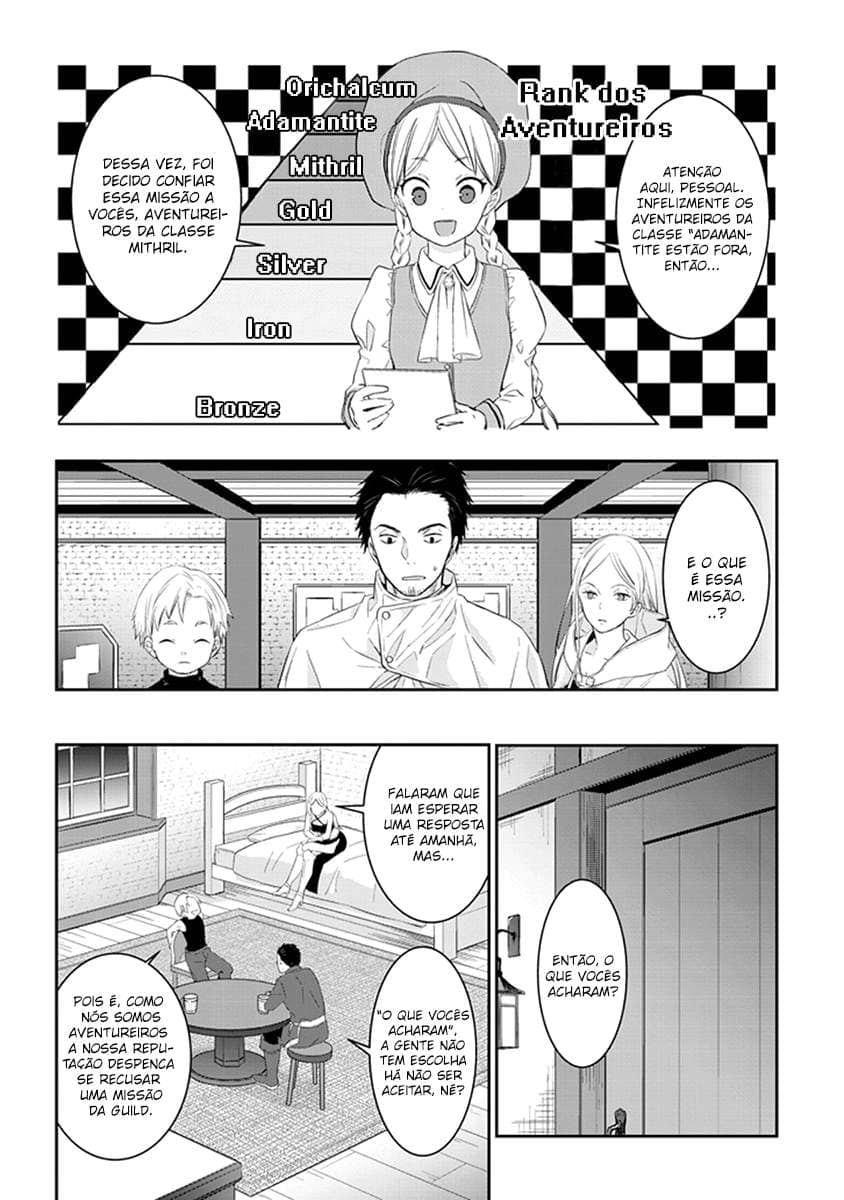 Rank dos
Aventureiros
Orichalcum
Adamantite
Mithril
Gold
Silver
Iron
Bronze
ATENÇÃO
AQUI, PESSOAL.
INFELIZMENTE OS
AVENTUREIROS DA
CLASSE "ADAMAN-
TITE ESTÃO FORA,
ENTÃO...
DESSA VEZ, FOI
DECIDO CONFIAR
ESSA MISSÃO A
VOCÊS, AVENTUREI-
ROS DA CLASSE
MITHRIL
E O QUE
É ESSA
MISSÃO.
..?
ENTÃO, O
QUE VOCÊS
ACHARAM?
FALARAM QUE
IAM ESPERAR
UMA RESPOSTA
ATÉ AMANHÃ,
MAS...
"O QUE VOCÊS
ACHARAM",
A GENTE NÃO
TEM ESCOLHA
HÁ NÃO SER
ACEITAR, NÉ?
POIS É, COMO
NÓS SOMOS
AVENTUREIROS
A NOSSA REPU-
TAÇÃO DESPENCA
SE RECUSAR
UMA MISSÃO
DA GUILD.